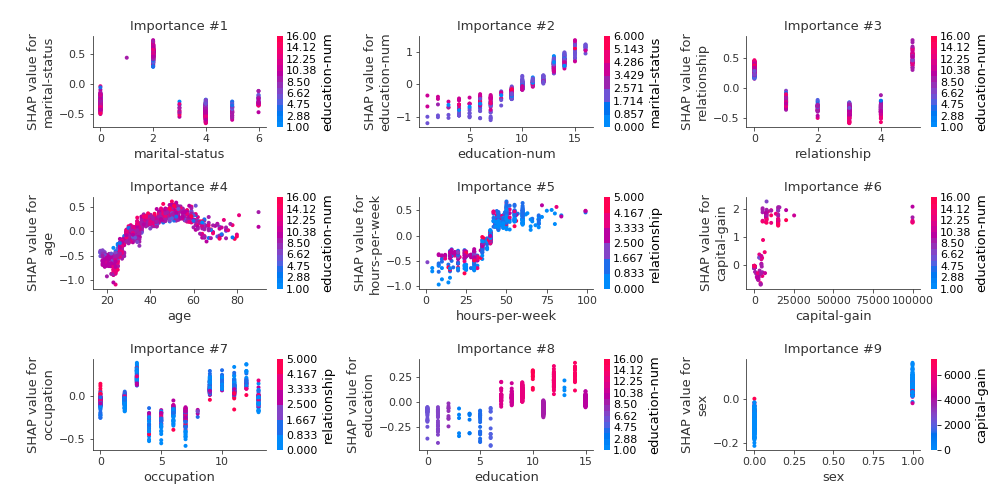 Importance #1
SHAP value for
marital-status
0.5
0.0
−0.5
0
2
4
6
marital-status
16.00
14.12
12.25
10.38
8.50
6.62
4.75
2.88
1.00
education-num
Importance #2
SHAP value for
education-num
1
0
−1
5
10
15
education-num
6.000
5.143
4.286
3.429
2.571
1.714
0.857
0.000
marital-status
Importance #3
SHAP value for
relationship
0.5
0.0
−0.5
0
2
4
relationship
16.00
14.12
12.25
10.38
8.50
6.62
4.75
2.88
1.00
education-num
Importance #4
SHAP value for
age
0.5
0.0
−0.5
−1.0
20
40
60
80
age
16.00
14.12
12.25
10.38
8.50
6.62
4.75
2.88
1.00
education-num
Importance #5
SHAP value for
hours-per-week
0.5
0.0
−0.5
−1.0
0
25
50
75
100
hours-per-week
5.000
4.167
3.333
2.500
1.667
0.833
0.000
relationship
Importance #6
SHAP value for
capital-gain
2
1
0
0
25000
50000
75000
100000
capital-gain
16.00
14.12
12.25
10.38
8.50
6.62
4.75
2.88
1.00
education-num
Importance #7
SHAP value for
occupation
0.0
−0.5
0
5
10
occupation
5.000
4.167
3.333
2.500
1.667
0.833
0.000
relationship
Importance #8
SHAP value for
education
0.25
0.00
−0.25
0
5
10
15
education
16.00
14.12
12.25
10.38
8.50
6.62
4.75
2.88
1.00
education-num
Importance #9
SHAP value for
sex
0.0
−0.2
0.00
0.25
0.50
0.75
1.00
sex
6000
4000
2000
0
capital-gain